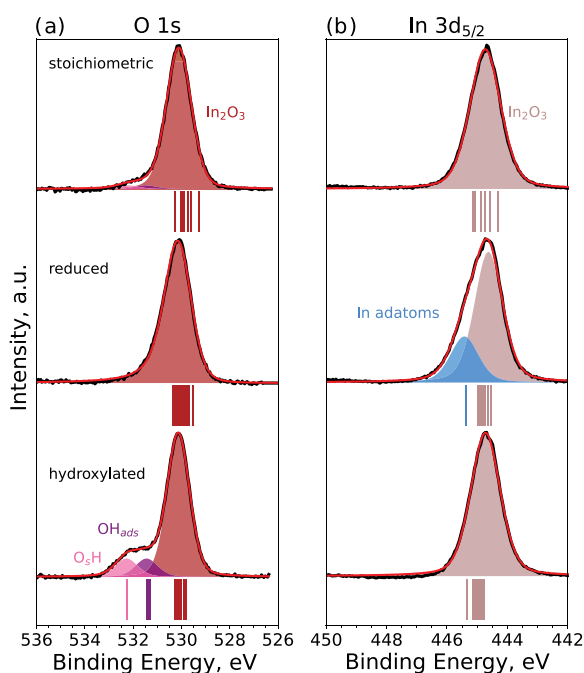 (a) O 1s
(b) In 3d₅/₂
stoichiometric
In₂O₃
In₂O₃
reduced
In adatoms
hydroxylated
OH_ads
OₛH
Intensity, a.u.
536 534 532 530 528 526
450 448 446 444 442
Binding Energy, eV
Binding Energy, eV